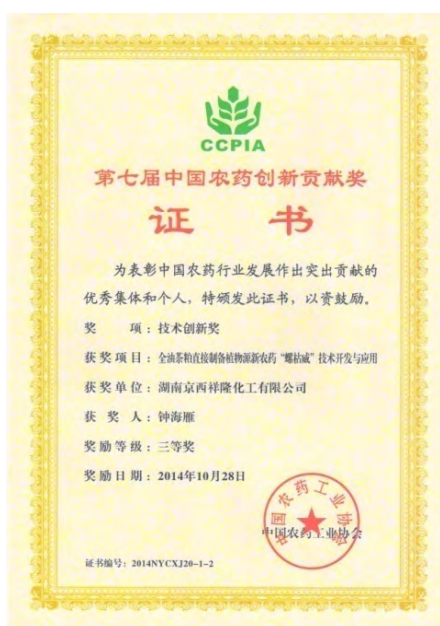 CCPIA
第七届中国农药创新贡献奖
证 书
为表彰中国农药行业发展作出突出贡献的
优秀集体和个人，特颁发此证书，以资鼓励。
奖 项：技术创新奖
获奖项目：全油茶粕直接制备植物源新农药“螺枯威”技术开发与应用
获奖单位：湖南京西祥隆化工有限公司
获 奖 人：钟海雁
奖励等级：三等奖
奖励日期：2014年10月28日
中国农药工业协会
中国农药工业协会
证书编号：2014NYCXJ20-1-2